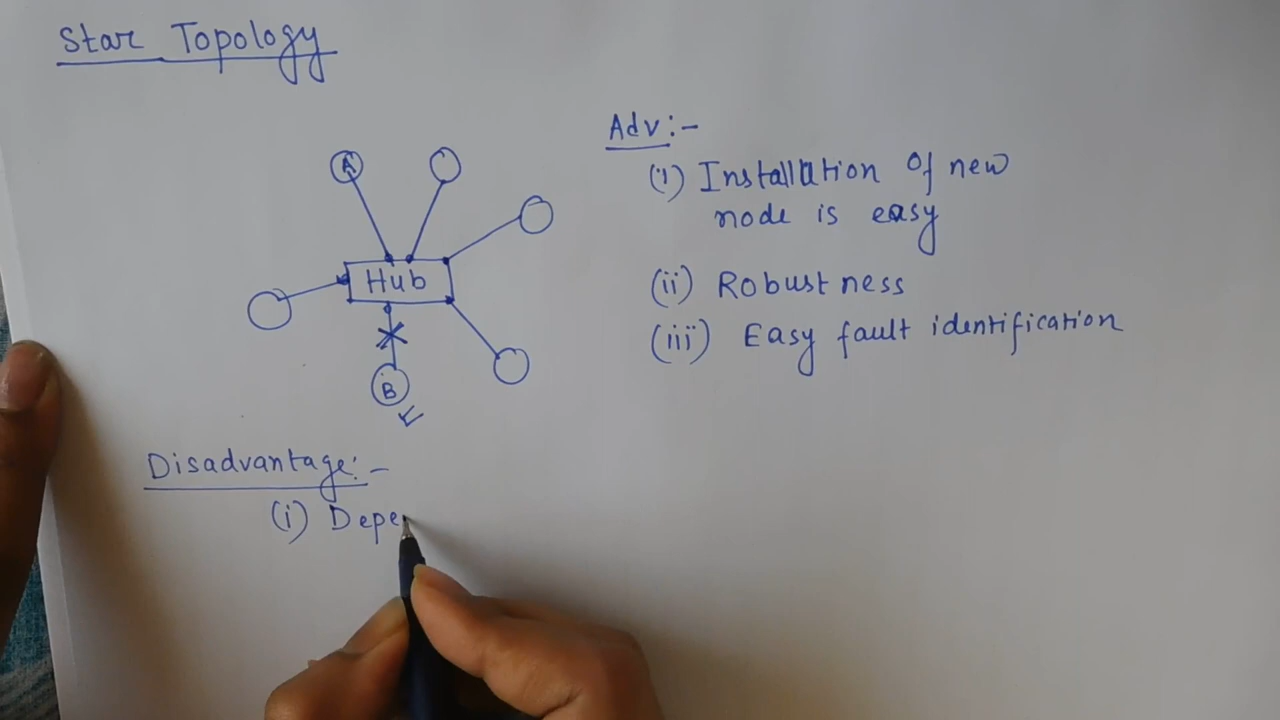 Star Topology
Adv:-
(i) Installation of new
node is easy
(ii) Robustness
(iii) Easy fault identification
A
Hub
B
Disadvantage:-
(i) Depe